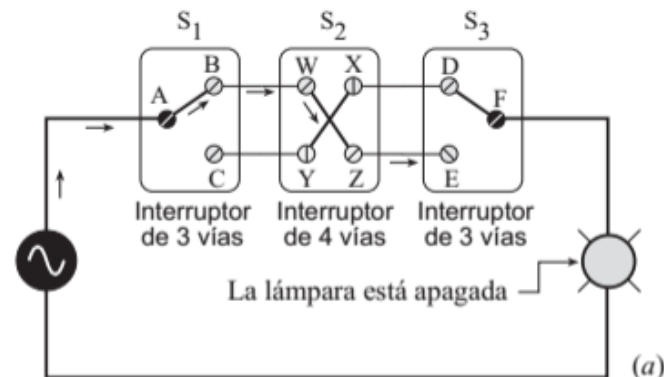 S1 S2 S3
B W X D
A F
C Y Z E
Interruptor de 3 vías
Interruptor de 4 vías
Interruptor de 3 vías
La lámpara está apagada
(a)